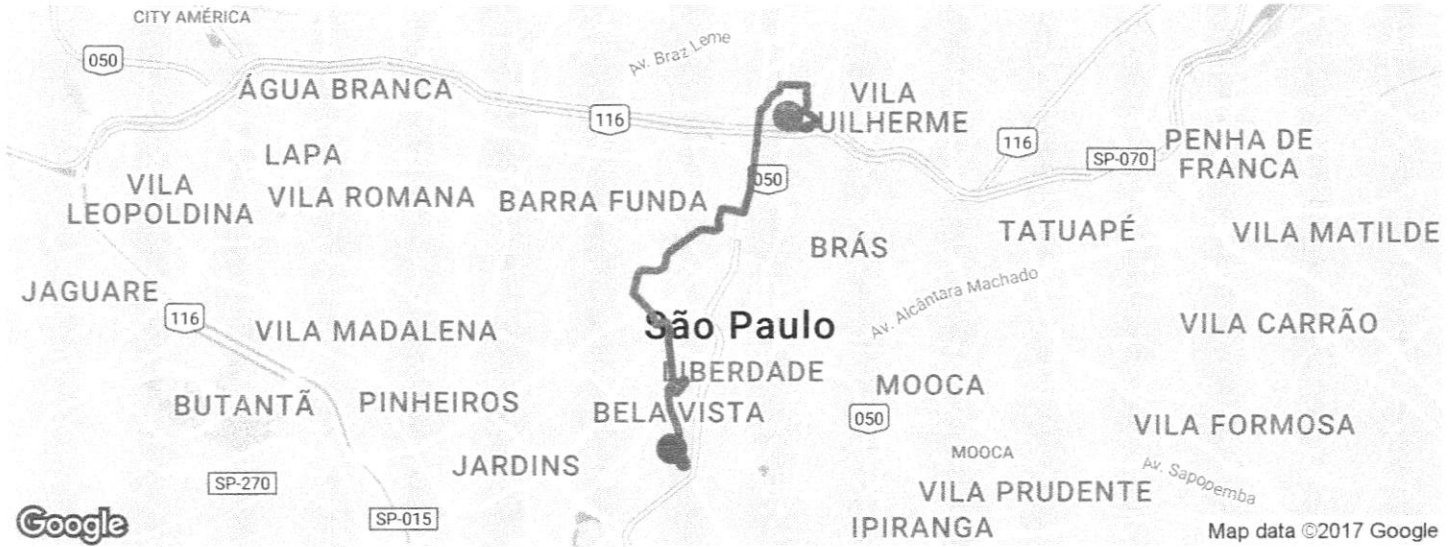 CITY AMÉRICA
050
Av. Braz Leme
ÁGUA BRANCA
116
VILA
UILHERME
116
SP-070
PENHA DE
FRANCA
LAPA
VILA
LEOPOLDINA
VILA ROMANA
BARRA FUNDA
050
BRÁS
TATUAPÉ
VILA MATILDE
JAGUARE
116
VILA MADALENA
São Paulo
Av. Alcântara Machado
VILA CARRÃO
LIBERDADE
MOOCA
BUTANTÃ
PINHEIROS
BELA VISTA
050
VILA FORMOSA
JARDINS
MOOCA
Av. Sapopemba
SP-270
VILA PRUDENTE
Google
SP-015
IPIRANGA
Map data ©2017 Google